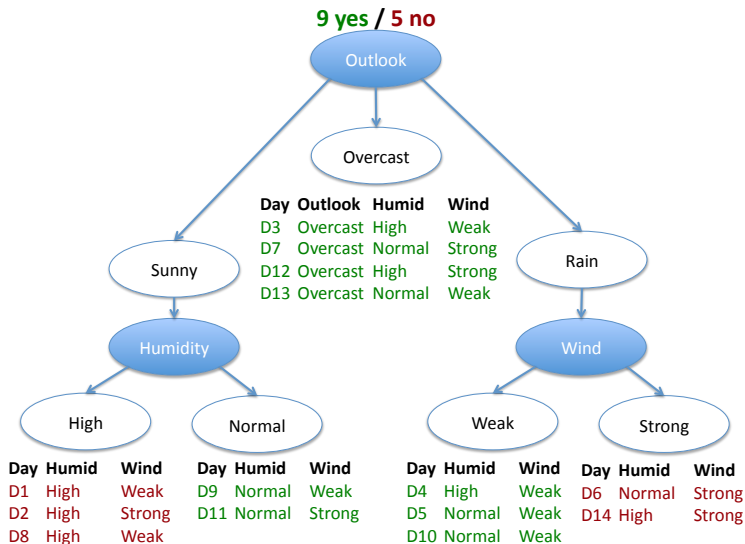 9 yes / 5 no
Outlook
Overcast
Day Outlook Humid Wind
D3 Overcast High Weak
D7 Overcast Normal Strong
D12 Overcast High Strong
D13 Overcast Normal Weak
Sunny
Rain
Humidity
Wind
High
Normal
Weak
Strong
Day Humid Wind
D1 High Weak
D2 High Strong
D8 High Weak
Day Humid Wind
D9 Normal Weak
D11 Normal Strong
Day Humid Wind
D4 High Weak
D5 Normal Weak
D10 Normal Weak
Day Humid Wind
D6 Normal Strong
D14 High Strong